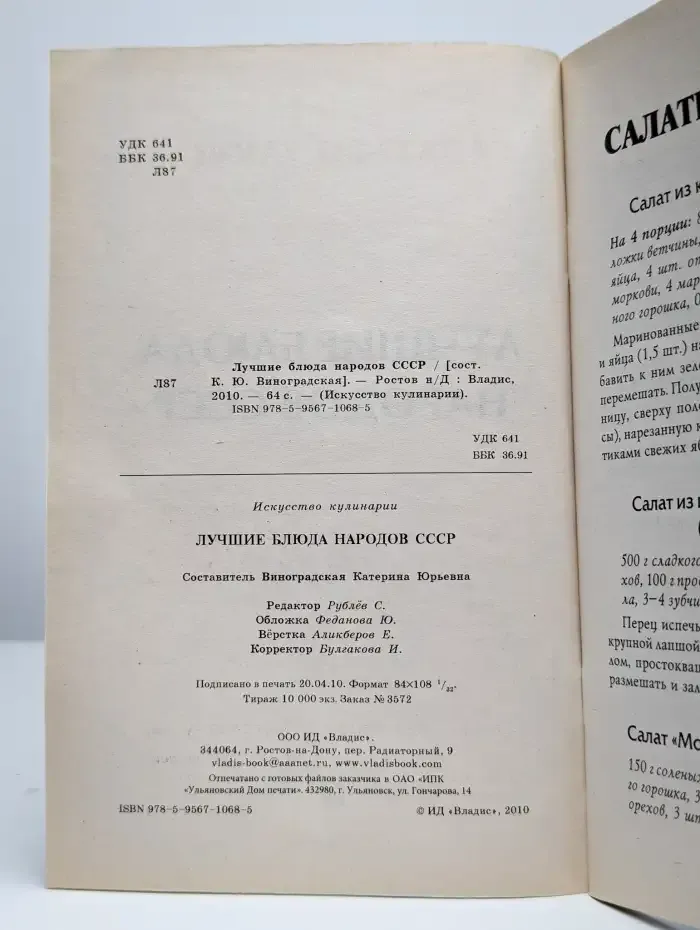 УДК 641
ББК 36.91
Л87
Лучшие блюда народов СССР / [сост.
Л87 К. Ю. Виноградская]. — Ростов н/Д : Владис,
2010. — 64 с. — (Искусство кулинарии).
ISBN 978-5-9567-1068-5
УДК 641
ББК 36.91
Искусство кулинарии
ЛУЧШИЕ БЛЮДА НАРОДОВ СССР
Составитель Виноградская Катерина Юрьевна
Редактор Рублёв С.
Обложка Феданова Ю.
Вёрстка Аликберов Е.
Корректор Булгакова И.
Подписано в печать 20.04.10. Формат 84×108 1/32.
Тираж 10 000 экз. Заказ № 3572
ООО ИД «Владис».
344064, г. Ростов-на-Дону, пер. Радиаторный, 9
vladis-book@aaanet.ru, www.vladisbook.com
Отпечатано с готовых файлов заказчика в ОАО «ИПК
«Ульяновский Дом печати». 432980, г. Ульяновск, ул. Гончарова, 14
ISBN 978-5-9567-1068-5 © ИД «Владис», 2010
САЛАТ
Салат из
На 4 порции:
ложки ветчины,
яйца, 4 шт. от
моркови, 4 мар
ного горошка, 0
Маринованные
и яйца (1,5 шт.) на
бавить к ним зел
перемешать. Полу
ницу, сверху пол
сы), нарезанную
тиками свежих яб
Салат из
(
500 г сладкого
хов, 100 г про
ла, 3–4 зубчи
Перец испечь
крупной лапшой
лом, простоква
размешать и зал
Салат «Мо
150 г соленых
го горошка, 3
орехов, 3 шт